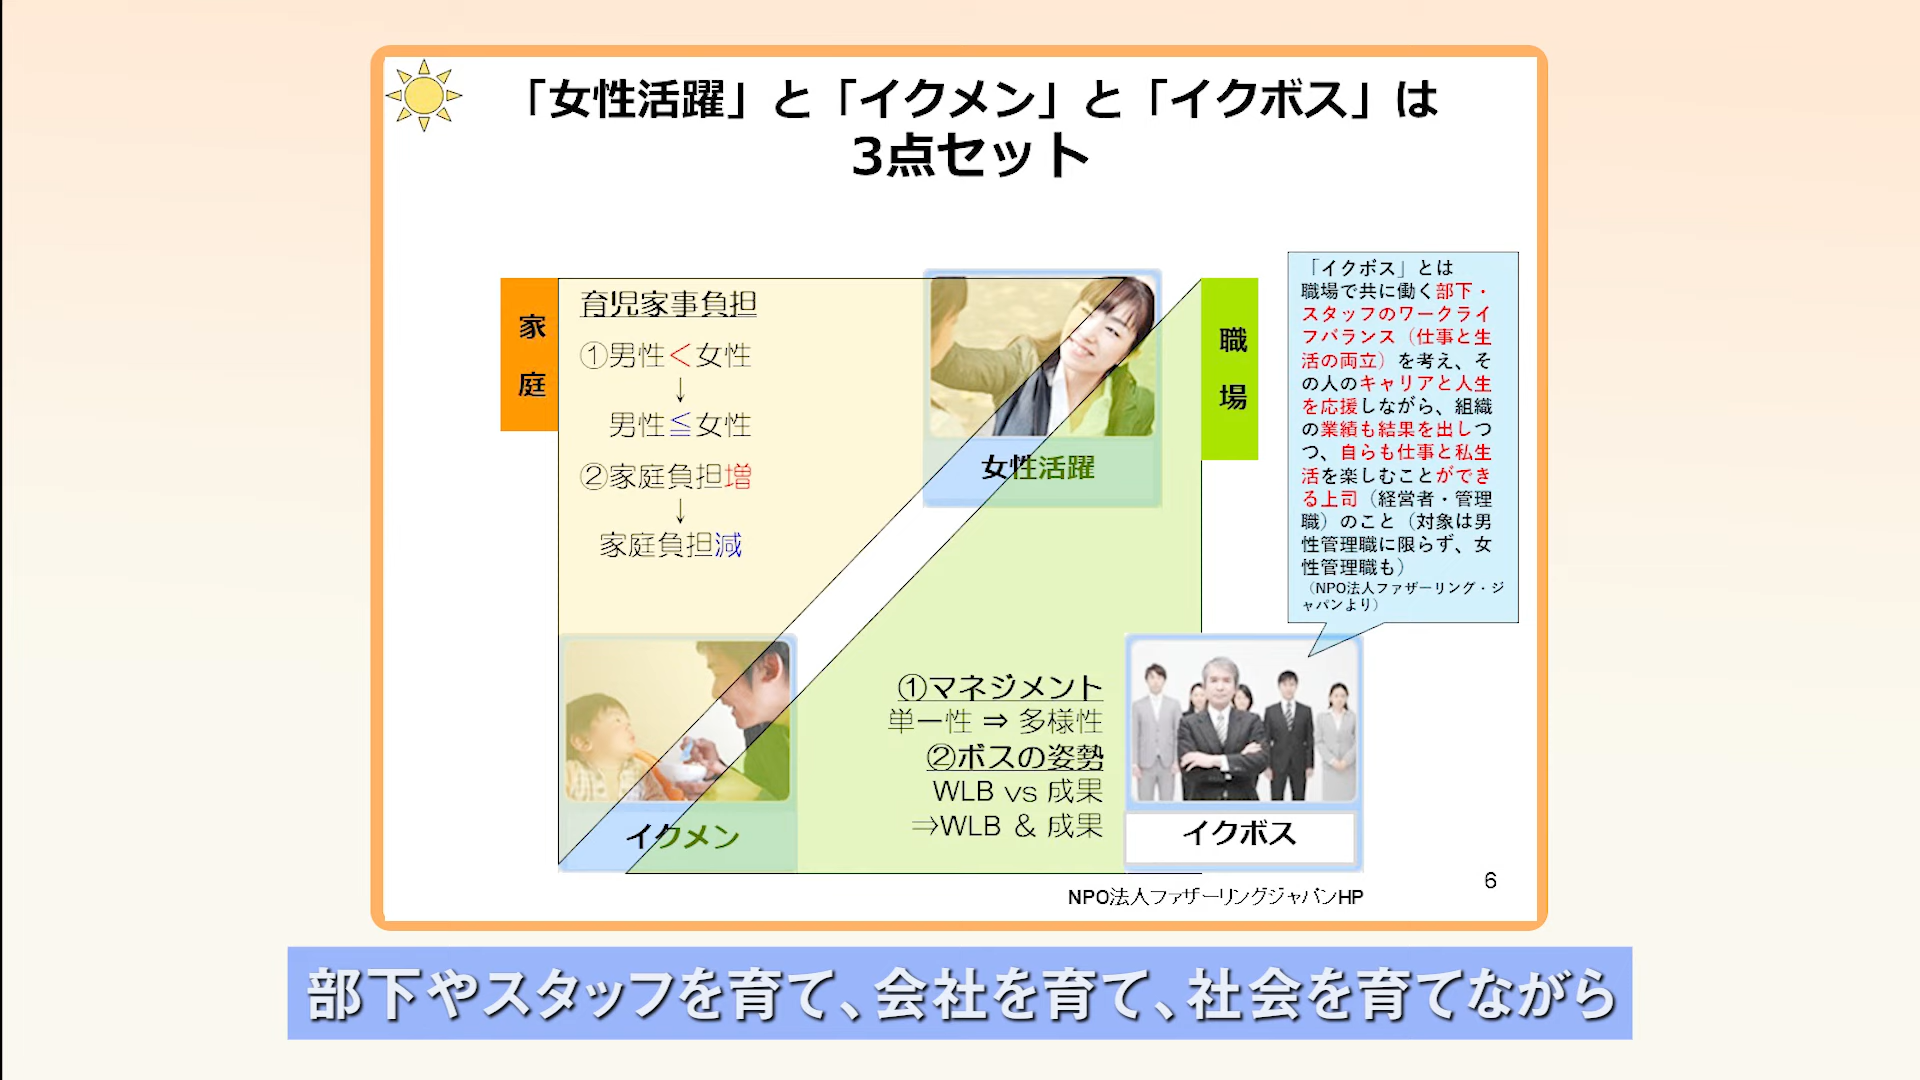 「女性活躍」と「イクメン」と「イクボス」は
3点セット
家
庭
育児家事負担
①男性＜女性
↓
男性≦女性
②家庭負担増
↓
家庭負担減
女性活躍
職
場
「イクボス」とは
職場で共に働く部下・
スタッフのワークライ
フバランス（仕事と生
活の両立）を考え、そ
の人のキャリアと人生
を応援しながら、組織
の業績も結果を出しつ
つ、自らも仕事と私生
活を楽しむことができ
る上司（経営者・管理
職）のこと（対象は男
性管理職に限らず、女
性管理職も）
（NPO法人ファザーリング・ジ
ャパンより）
イクメン
①マネジメント
単一性 ⇒ 多様性
②ボスの姿勢
WLB vs 成果
⇒WLB ＆ 成果
イクボス
NPO法人ファザーリングジャパンHP
6
部下やスタッフを育て、会社を育て、社会を育てながら